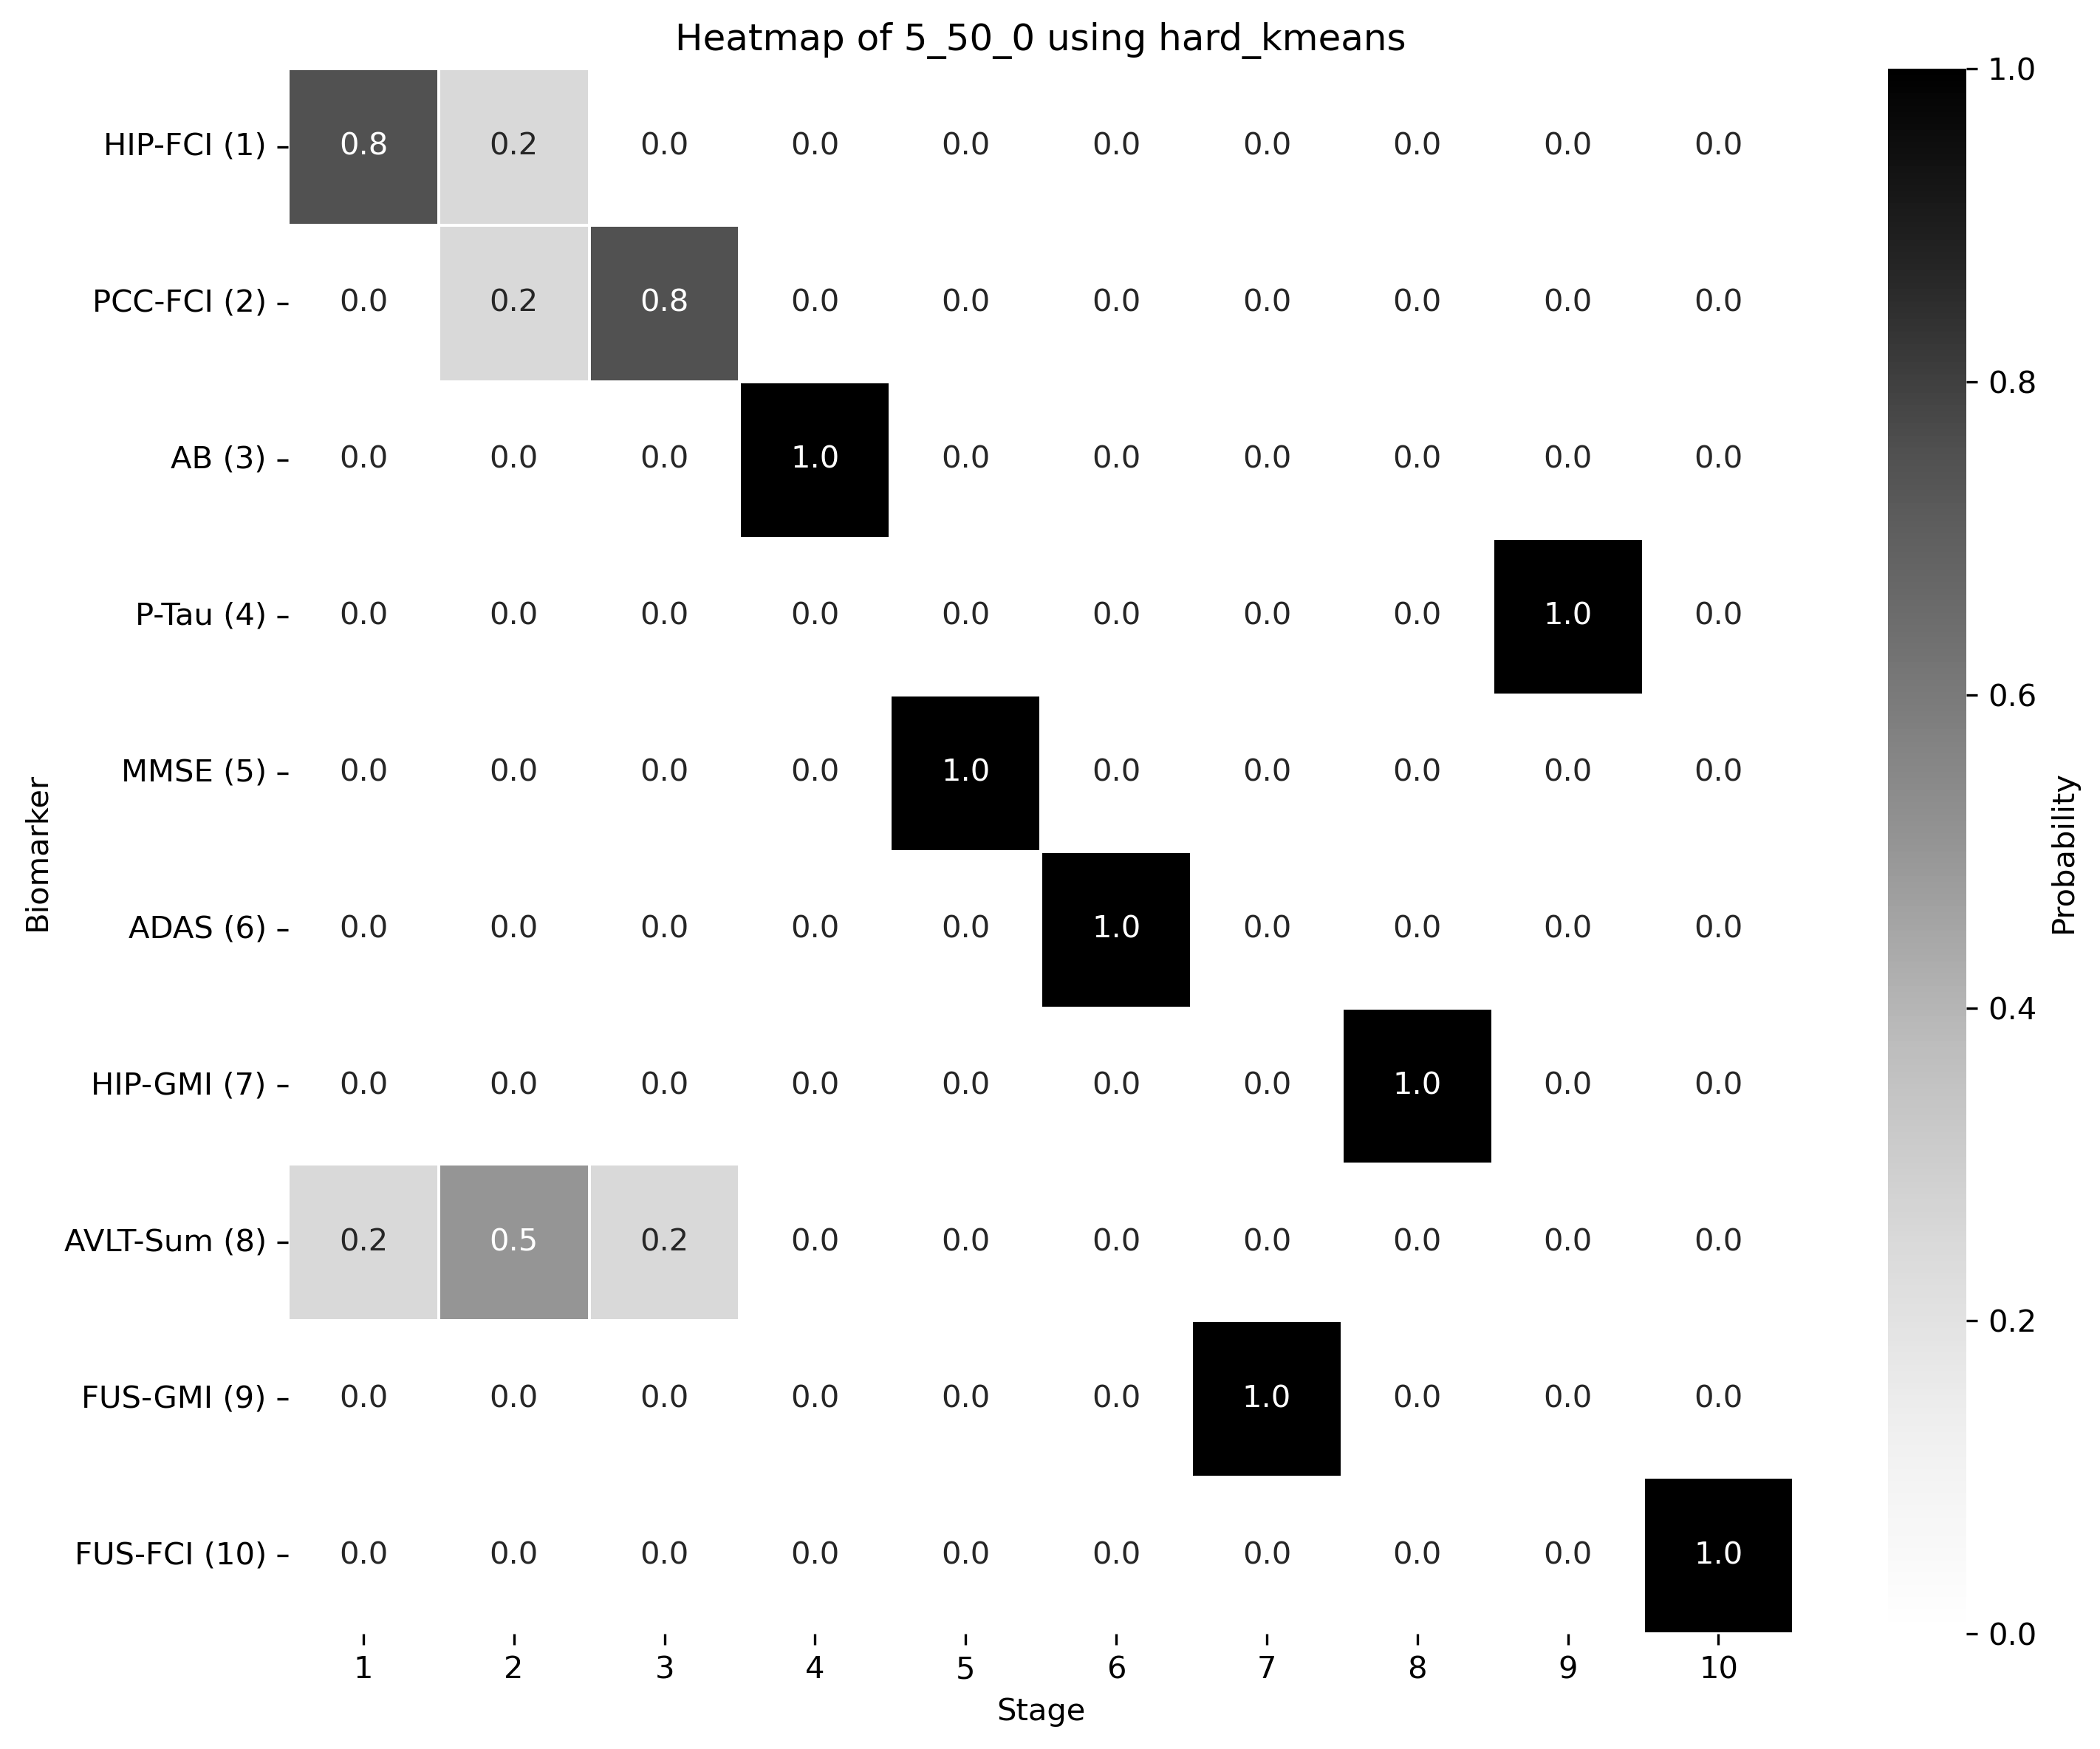 Heatmap of 5_50_0 using hard_kmeans
HIP-FCI (1) 0.8 0.2 0.0 0.0 0.0 0.0 0.0 0.0 0.0 0.0
PCC-FCI (2) 0.0 0.2 0.8 0.0 0.0 0.0 0.0 0.0 0.0 0.0
AB (3) 0.0 0.0 0.0 1.0 0.0 0.0 0.0 0.0 0.0 0.0
P-Tau (4) 0.0 0.0 0.0 0.0 0.0 0.0 0.0 0.0 1.0 0.0
MMSE (5) 0.0 0.0 0.0 0.0 1.0 0.0 0.0 0.0 0.0 0.0
ADAS (6) 0.0 0.0 0.0 0.0 0.0 1.0 0.0 0.0 0.0 0.0
HIP-GMI (7) 0.0 0.0 0.0 0.0 0.0 0.0 0.0 1.0 0.0 0.0
AVLT-Sum (8) 0.2 0.5 0.2 0.0 0.0 0.0 0.0 0.0 0.0 0.0
FUS-GMI (9) 0.0 0.0 0.0 0.0 0.0 0.0 1.0 0.0 0.0 0.0
FUS-FCI (10) 0.0 0.0 0.0 0.0 0.0 0.0 0.0 0.0 0.0 1.0
1 2 3 4 5 6 7 8 9 10
Stage
Biomarker
1.0
0.8
0.6
0.4
0.2
0.0
Probability